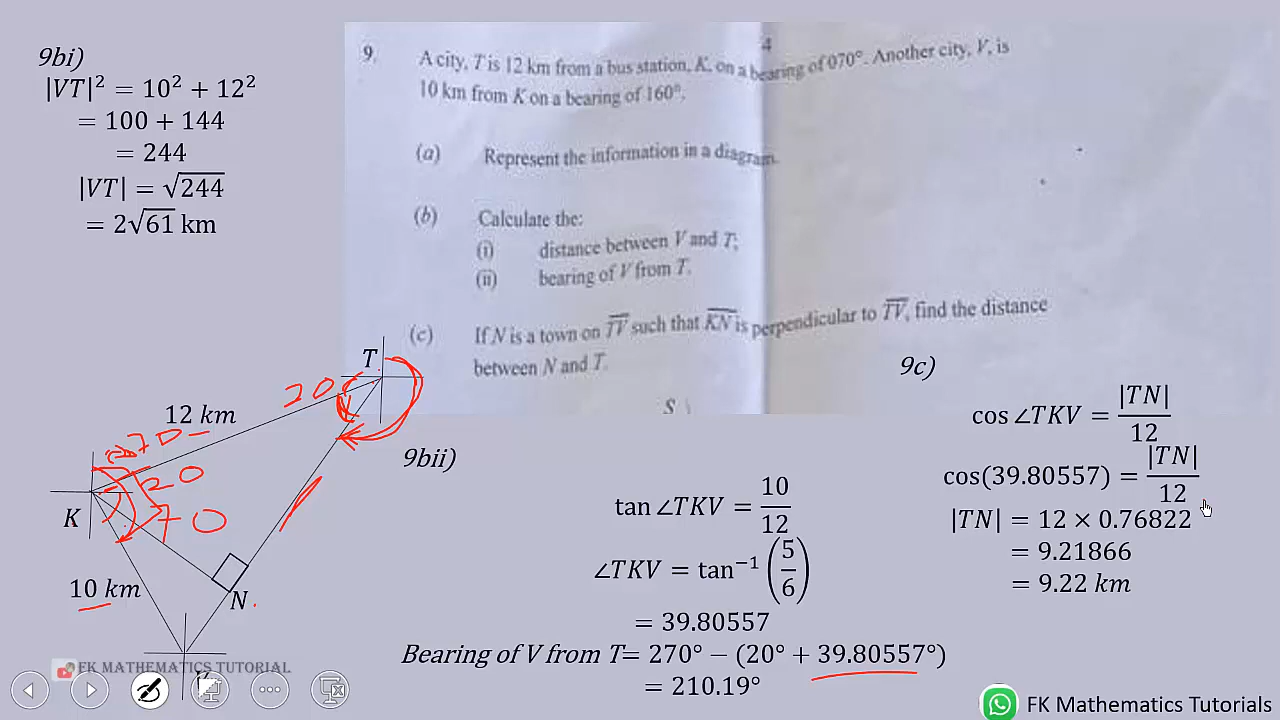 9bi)
|VT|² = 10² + 12²
= 100 + 144
= 244
|VT| = √244
= 2√61 km
4
9. A city, T is 12 km from a bus station, K, on a bearing of 070°. Another city, V, is
10 km from K on a bearing of 160°.
(a) Represent the information in a diagram.
(b) Calculate the:
(i) distance between V and T;
(ii) bearing of V from T.
(c) If N is a town on TV such that KN is perpendicular to TV, find the distance
between N and T.
S
T
20
12 km
70
20
K
70
10 km
N
9bii)
tan ∠TKV = 10/12
∠TKV = tan⁻¹(5/6)
= 39.80557
Bearing of V from T= 270° − (20° + 39.80557°)
= 210.19°
9c)
cos ∠TKV = |TN|/12
cos(39.80557) = |TN|/12
|TN| = 12 × 0.76822
= 9.21866
= 9.22 km
FK MATHEMATICS TUTORIAL
FK Mathematics Tutorials